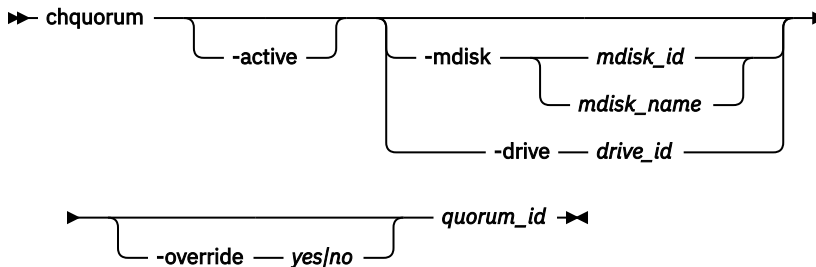 chquorum
-active -mdisk mdisk_id
mdisk_name
-drive drive_id
quorum_id
-override yes|no